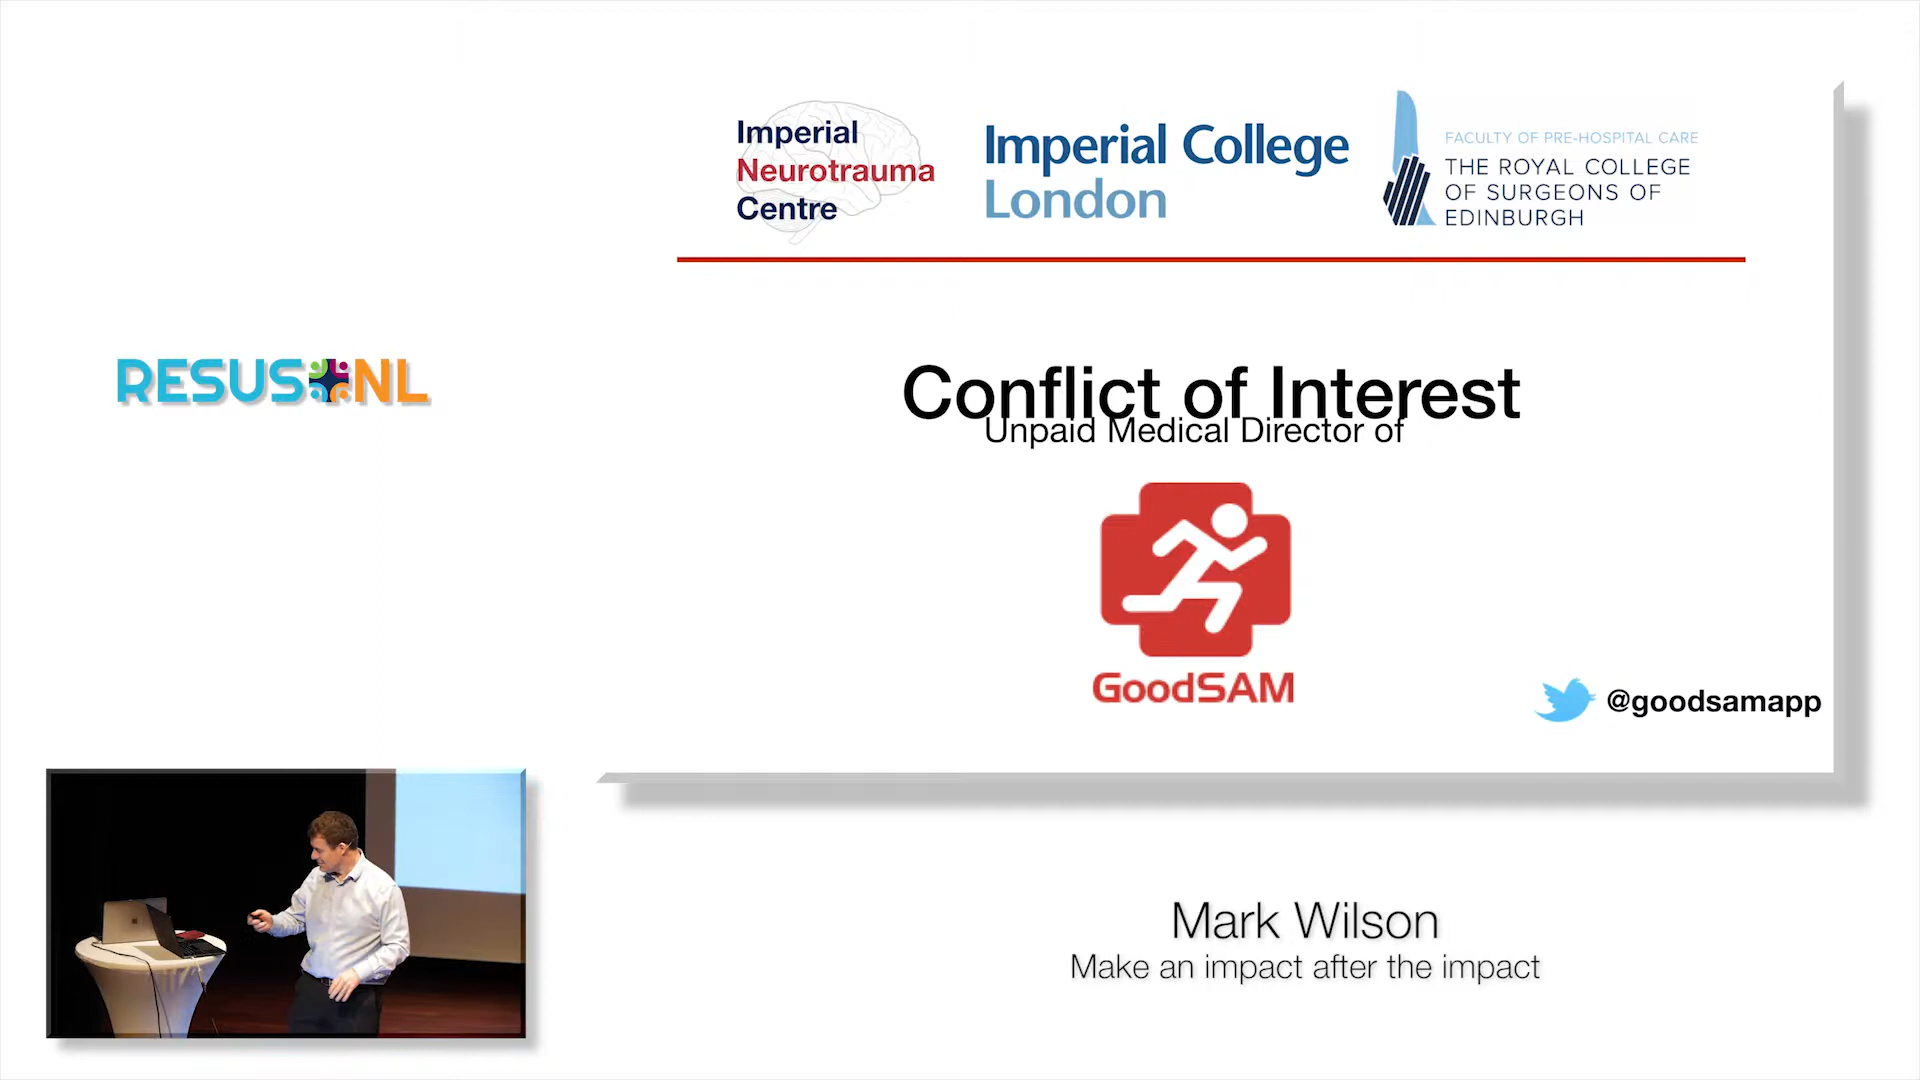 Imperial
Neurotrauma
Centre
Imperial College
London
FACULTY OF PRE-HOSPITAL CARE
THE ROYAL COLLEGE
OF SURGEONS OF
EDINBURGH
RESUS NL
Conflict of Interest
Unpaid Medical Director of
GoodSAM
@goodsamapp
Mark Wilson
Make an impact after the impact